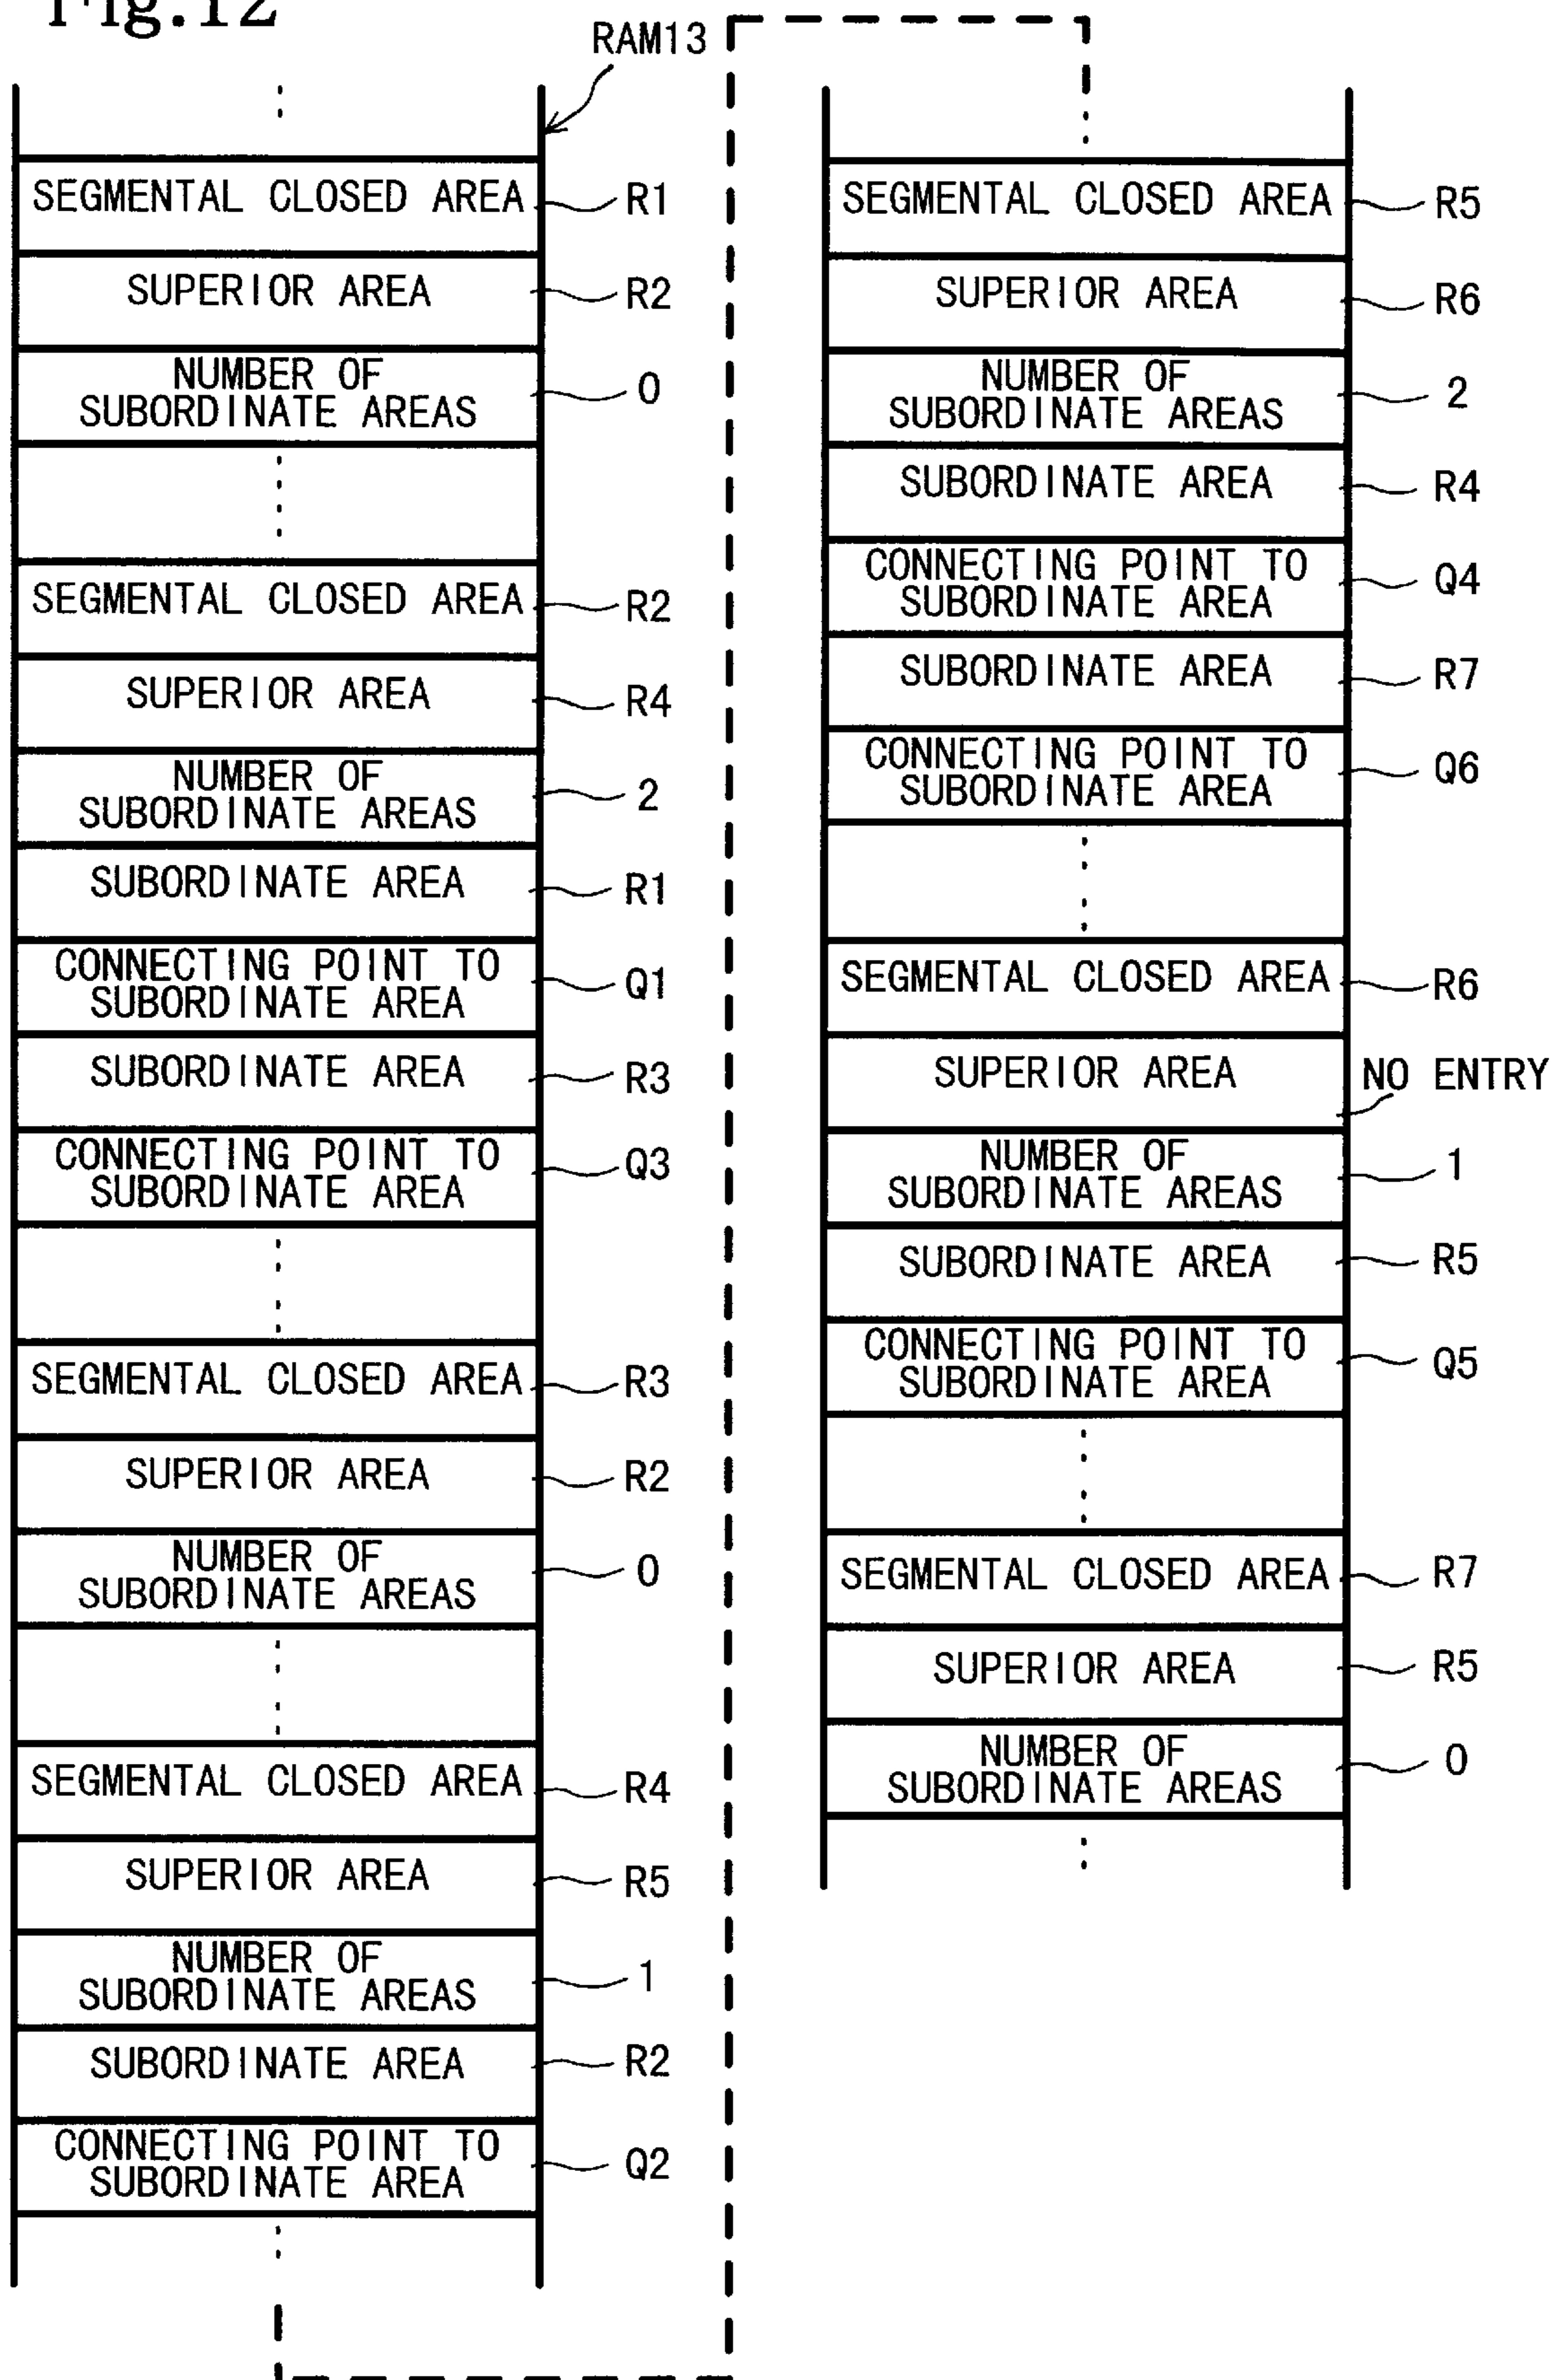 Fig.12
RAM13
SEGMENTAL CLOSED AREA R1
SUPERIOR AREA R2
NUMBER OF
SUBORDINATE AREAS 0
SEGMENTAL CLOSED AREA R2
SUPERIOR AREA R4
NUMBER OF
SUBORDINATE AREAS 2
SUBORDINATE AREA R1
CONNECTING POINT TO
SUBORDINATE AREA Q1
SUBORDINATE AREA R3
CONNECTING POINT TO
SUBORDINATE AREA Q3
SEGMENTAL CLOSED AREA R3
SUPERIOR AREA R2
NUMBER OF
SUBORDINATE AREAS 0
SEGMENTAL CLOSED AREA R4
SUPERIOR AREA R5
NUMBER OF
SUBORDINATE AREAS 1
SUBORDINATE AREA R2
CONNECTING POINT TO
SUBORDINATE AREA Q2
SEGMENTAL CLOSED AREA R5
SUPERIOR AREA R6
NUMBER OF
SUBORDINATE AREAS 2
SUBORDINATE AREA R4
CONNECTING POINT TO
SUBORDINATE AREA Q4
SUBORDINATE AREA R7
CONNECTING POINT TO
SUBORDINATE AREA Q6
SEGMENTAL CLOSED AREA R6
SUPERIOR AREA NO ENTRY
NUMBER OF
SUBORDINATE AREAS 1
SUBORDINATE AREA R5
CONNECTING POINT TO
SUBORDINATE AREA Q5
SEGMENTAL CLOSED AREA R7
SUPERIOR AREA R5
NUMBER OF
SUBORDINATE AREAS 0